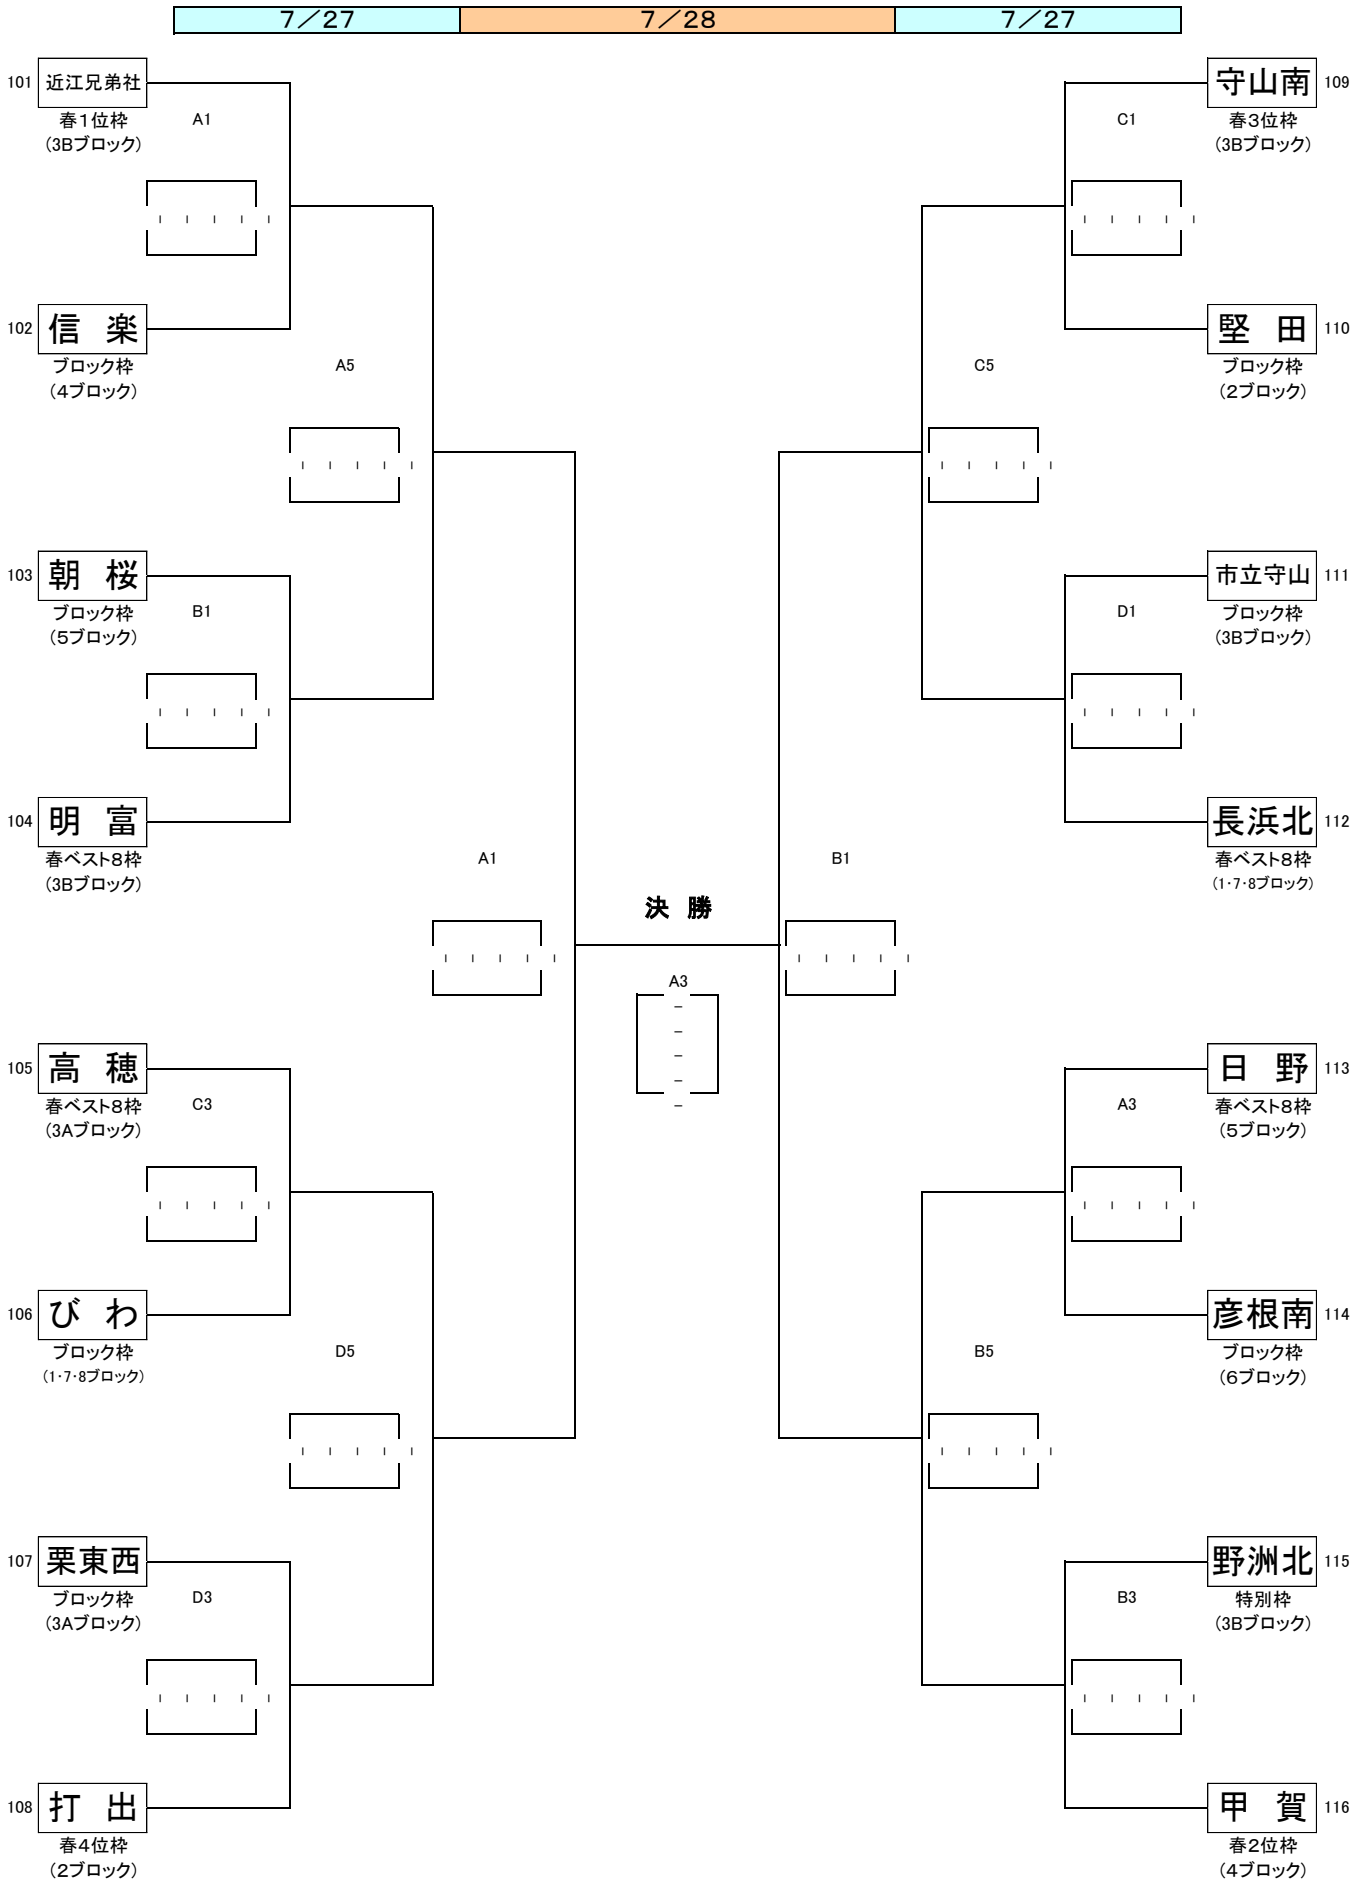 7／27
7／28
7／27
101 近江兄弟社
春１位枠
(3Bブロック)
A1
102 信　楽
ブロック枠
(4ブロック)
A5
103 朝　桜
ブロック枠
(5ブロック)
B1
104 明　富
春ベスト８枠
(3Bブロック)
A1
105 高　穂
春ベスト８枠
(3Aブロック)
C3
106 び　わ
ブロック枠
(1・7・8ブロック)
D5
107 栗東西
ブロック枠
(3Aブロック)
D3
108 打　出
春４位枠
(2ブロック)
決　勝
A3
守山南 109
春３位枠
(3Bブロック)
C1
堅　田 110
ブロック枠
(2ブロック)
C5
市立守山 111
ブロック枠
(3Bブロック)
D1
長浜北 112
春ベスト８枠
(1・7・8ブロック)
B1
日　野 113
春ベスト８枠
(5ブロック)
A3
彦根南 114
ブロック枠
(6ブロック)
B5
野洲北 115
特別枠
(3Bブロック)
B3
甲　賀 116
春２位枠
(4ブロック)